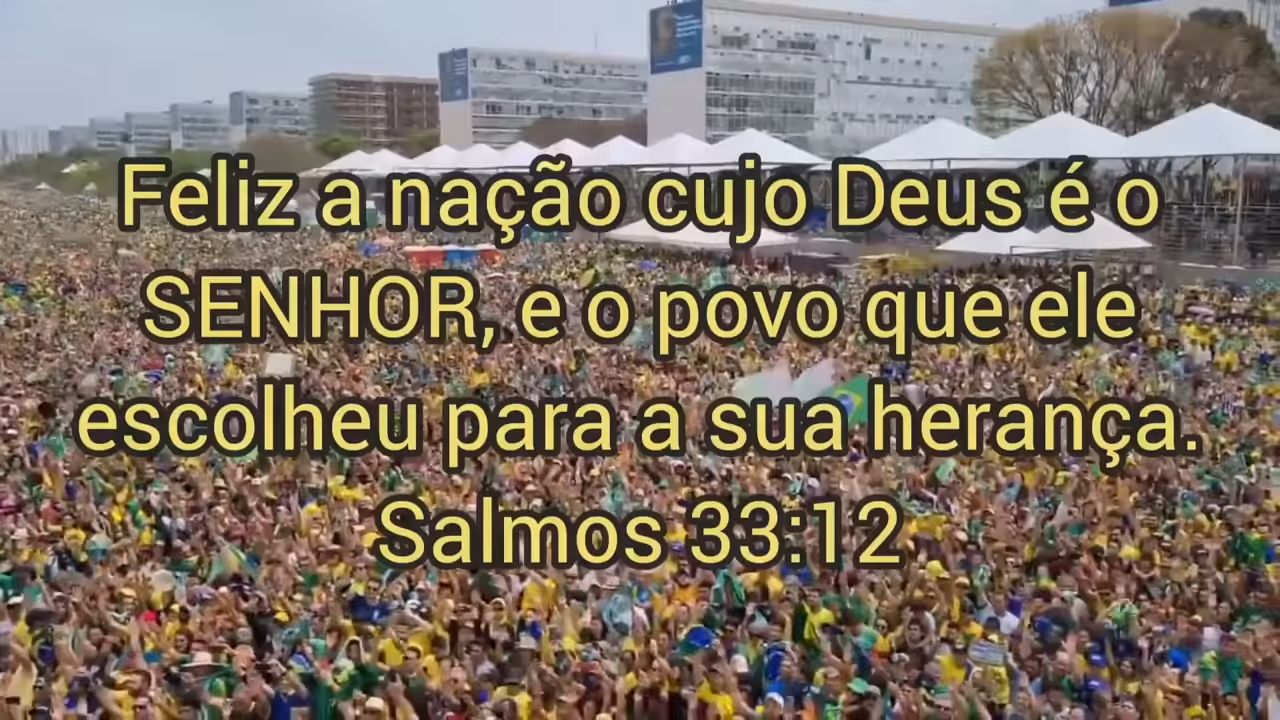 Feliz a nação cujo Deus é o
SENHOR, e o povo que ele
escolheu para a sua herança.
Salmos 33:12